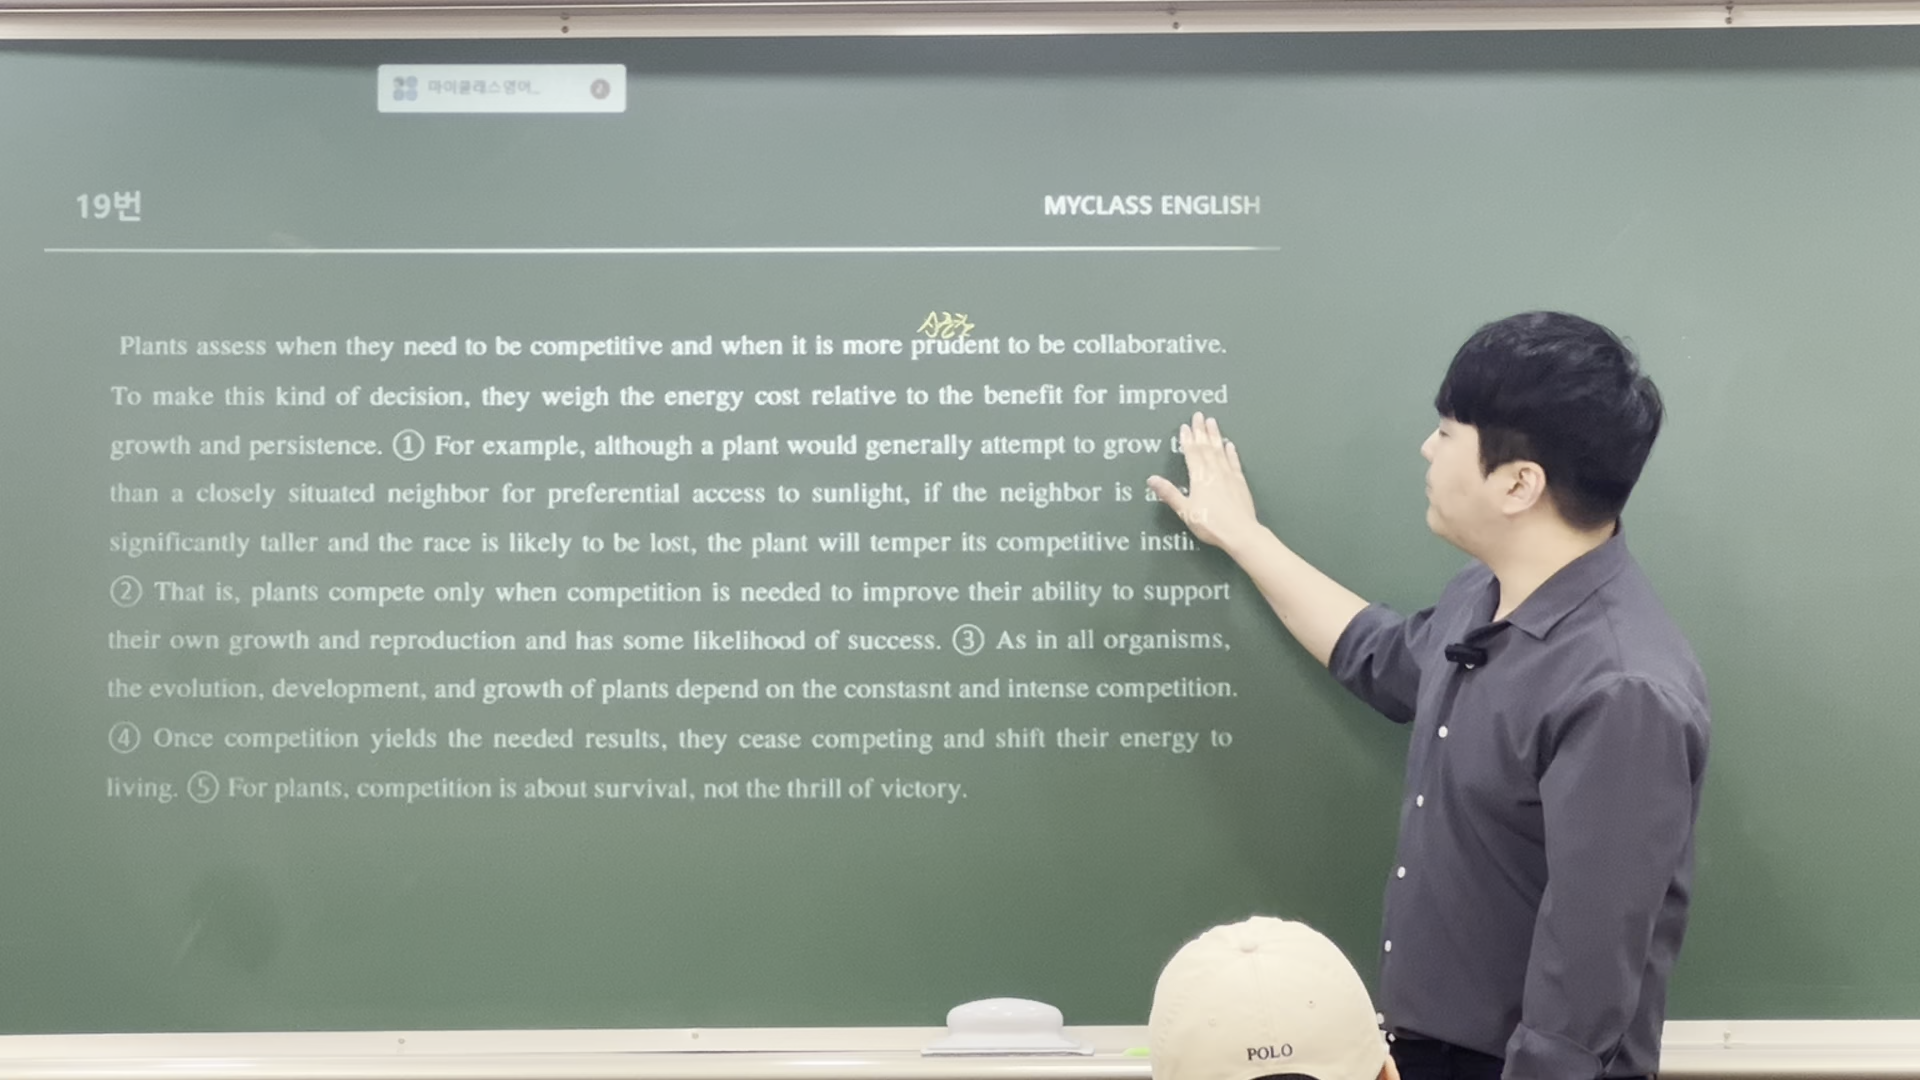 마이클래스영어_
19번
MYCLASS ENGLISH
신중한
Plants assess when they need to be competitive and when it is more prudent to be collaborative.
To make this kind of decision, they weigh the energy cost relative to the benefit for improved
growth and persistence. ① For example, although a plant would generally attempt to grow
than a closely situated neighbor for preferential access to sunlight, if the neighbor is
significantly taller and the race is likely to be lost, the plant will temper its competitive
② That is, plants compete only when competition is needed to improve their ability to support
their own growth and reproduction and has some likelihood of success. ③ As in all organisms,
the evolution, development, and growth of plants depend on the constasnt and intense competition.
④ Once competition yields the needed results, they cease competing and shift their energy to
living. ⑤ For plants, competition is about survival, not the thrill of victory.
POLO